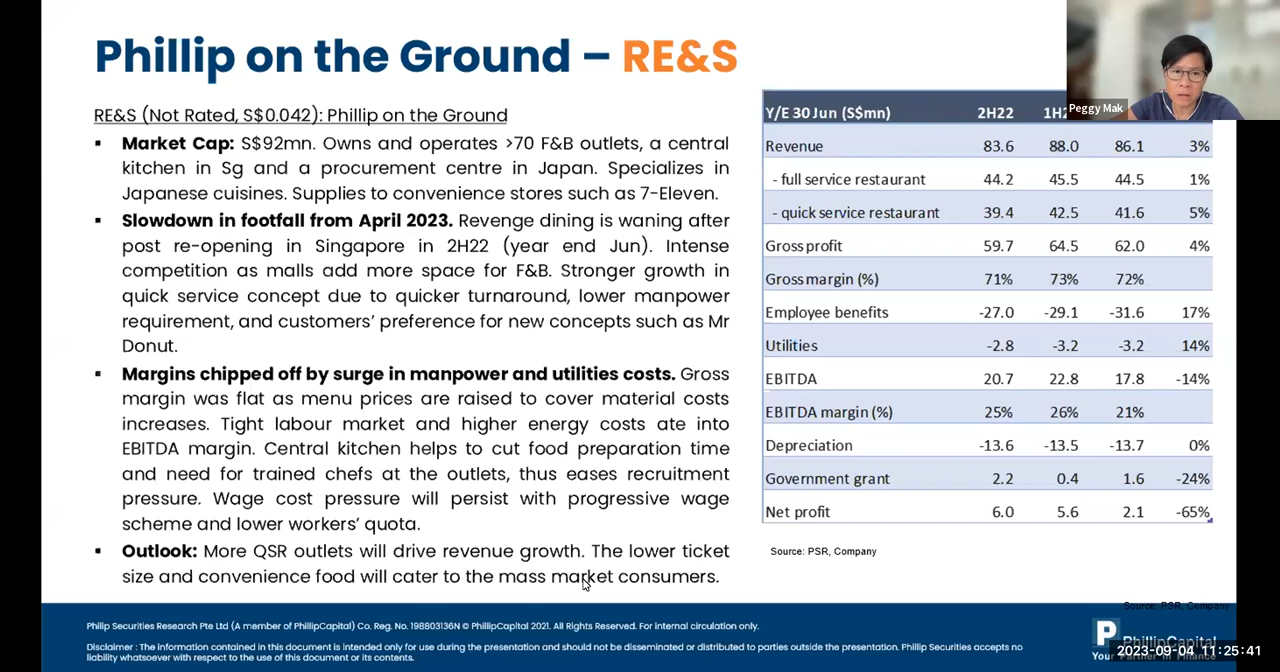 Phillip on the Ground – RE&S
Peggy Mak
RE&S (Not Rated, S$0.042): Phillip on the Ground
▪ Market Cap: S$92mn. Owns and operates >70 F&B outlets, a central
kitchen in Sg and a procurement centre in Japan. Specializes in
Japanese cuisines. Supplies to convenience stores such as 7-Eleven.
▪ Slowdown in footfall from April 2023. Revenge dining is waning after
post re-opening in Singapore in 2H22 (year end Jun). Intense
competition as malls add more space for F&B. Stronger growth in
quick service concept due to quicker turnaround, lower manpower
requirement, and customers' preference for new concepts such as Mr
Donut.
▪ Margins chipped off by surge in manpower and utilities costs. Gross
margin was flat as menu prices are raised to cover material costs
increases. Tight labour market and higher energy costs ate into
EBITDA margin. Central kitchen helps to cut food preparation time
and need for trained chefs at the outlets, thus eases recruitment
pressure. Wage cost pressure will persist with progressive wage
scheme and lower workers' quota.
▪ Outlook: More QSR outlets will drive revenue growth. The lower ticket
size and convenience food will cater to the mass market consumers.
Y/E 30 Jun (S$mn) 2H22
Revenue 83.6 88.0 86.1 3%
- full service restaurant 44.2 45.5 44.5 1%
- quick service restaurant 39.4 42.5 41.6 5%
Gross profit 59.7 64.5 62.0 4%
Gross margin (%) 71% 73% 72%
Employee benefits -27.0 -29.1 -31.6 17%
Utilities -2.8 -3.2 -3.2 14%
EBITDA 20.7 22.8 17.8 -14%
EBITDA margin (%) 25% 26% 21%
Depreciation -13.6 -13.5 -13.7 0%
Government grant 2.2 0.4 1.6 -24%
Net profit 6.0 5.6 2.1 -65%
Source: PSR, Company
Source: PSR, Company
Phillip Securities Research Pte Ltd (A member of PhillipCapital) Co. Reg. No. 198803136N © PhillipCapital 2021. All Rights Reserved. For internal circulation only.
Disclaimer : The information contained in this document is intended only for use during the presentation and should not be disseminated or distributed to parties outside the presentation. Phillip Securities accepts no
liability whatsoever with respect to the use of this document or its contents.
P PhillipCapital
Your Partner In Finance
2023-09-04 11:25:41